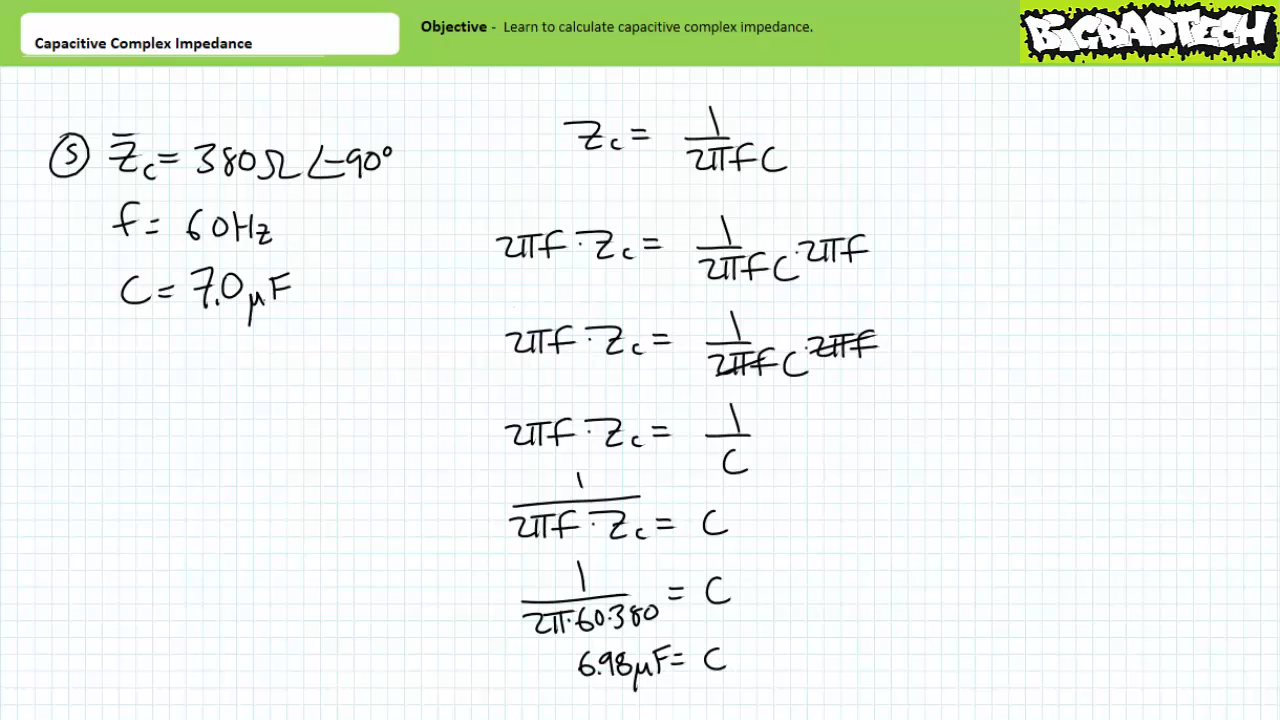 Capacitive Complex Impedance
Objective - Learn to calculate capacitive complex impedance.
BIGBADTECH
⑤ Z̅c = 380Ω ∠-90°
f = 60Hz
C = 7.0μF
Zc = 1/(2πfC)
2πf · Zc = 1/(2πfC) · 2πf
2πf · Zc = 1/(2πfC) · 2πf
2πf · Zc = 1/C
1/(2πf · Zc) = C
1/(2π·60·380) = C
6.98μF = C